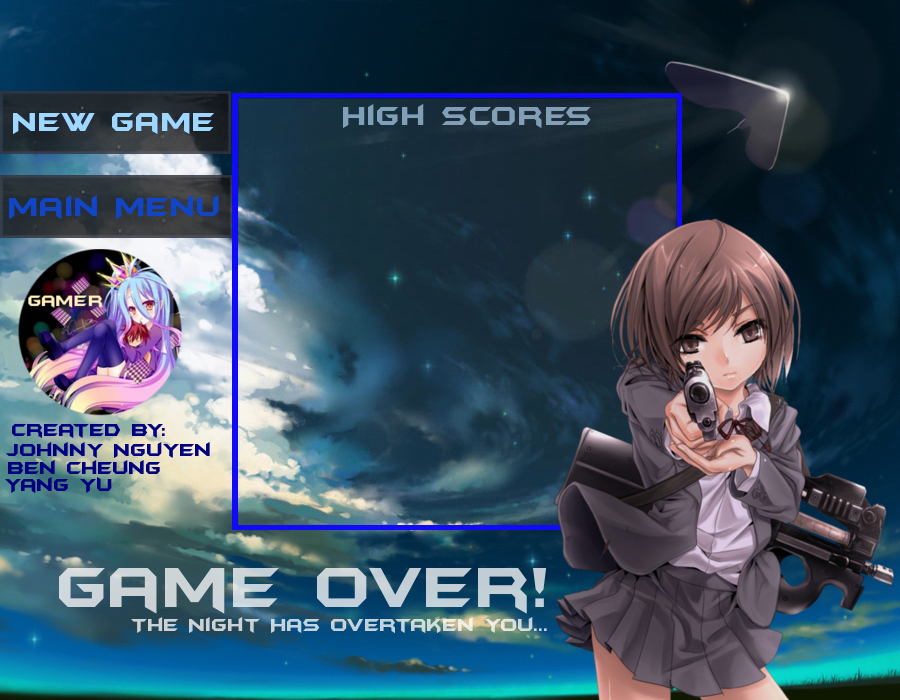 NEW GAME
HIGH SCORES
MAIN MENU
GAMER
CREATED BY:
JOHNNY NGUYEN
BEN CHEUNG
YANG YU
GAME OVER!
THE NIGHT HAS OVERTAKEN YOU...